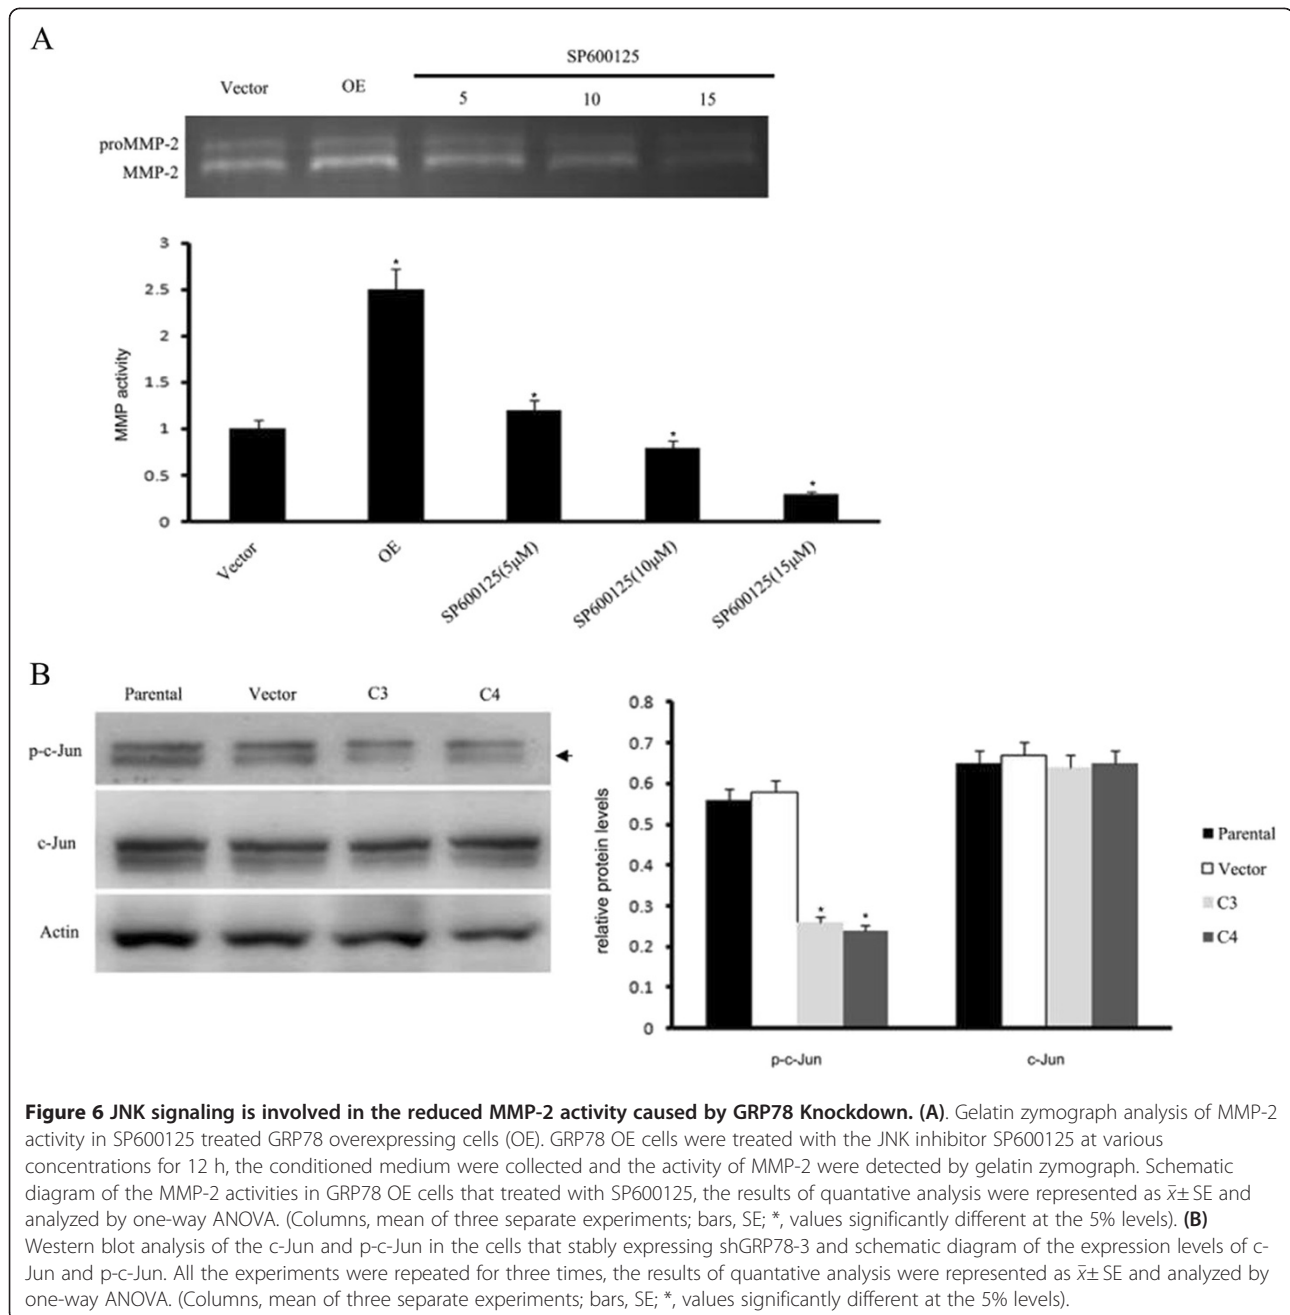 A
SP600125
Vector OE 5 10 15
proMMP-2
MMP-2
3
2.5
2
1.5
1
0.5
0
MMP activity
*
*
*
*
Vector
OE
SP600125(5μM)
SP600125(10μM)
SP600125(15μM)
B
Parental Vector C3 C4
p-c-Jun
c-Jun
Actin
0.8
0.7
0.6
0.5
0.4
0.3
0.2
0.1
0
relative protein levels
* *
p-c-Jun c-Jun
Parental
Vector
C3
C4
Figure 6 JNK signaling is involved in the reduced MMP-2 activity caused by GRP78 Knockdown. (A). Gelatin zymograph analysis of MMP-2
activity in SP600125 treated GRP78 overexpressing cells (OE). GRP78 OE cells were treated with the JNK inhibitor SP600125 at various
concentrations for 12 h, the conditioned medium were collected and the activity of MMP-2 were detected by gelatin zymograph. Schematic
diagram of the MMP-2 activities in GRP78 OE cells that treated with SP600125, the results of quantative analysis were represented as x̄± SE and
analyzed by one-way ANOVA. (Columns, mean of three separate experiments; bars, SE; *, values significantly different at the 5% levels). (B)
Western blot analysis of the c-Jun and p-c-Jun in the cells that stably expressing shGRP78-3 and schematic diagram of the expression levels of c-
Jun and p-c-Jun. All the experiments were repeated for three times, the results of quantative analysis were represented as x̄± SE and analyzed by
one-way ANOVA. (Columns, mean of three separate experiments; bars, SE; *, values significantly different at the 5% levels).